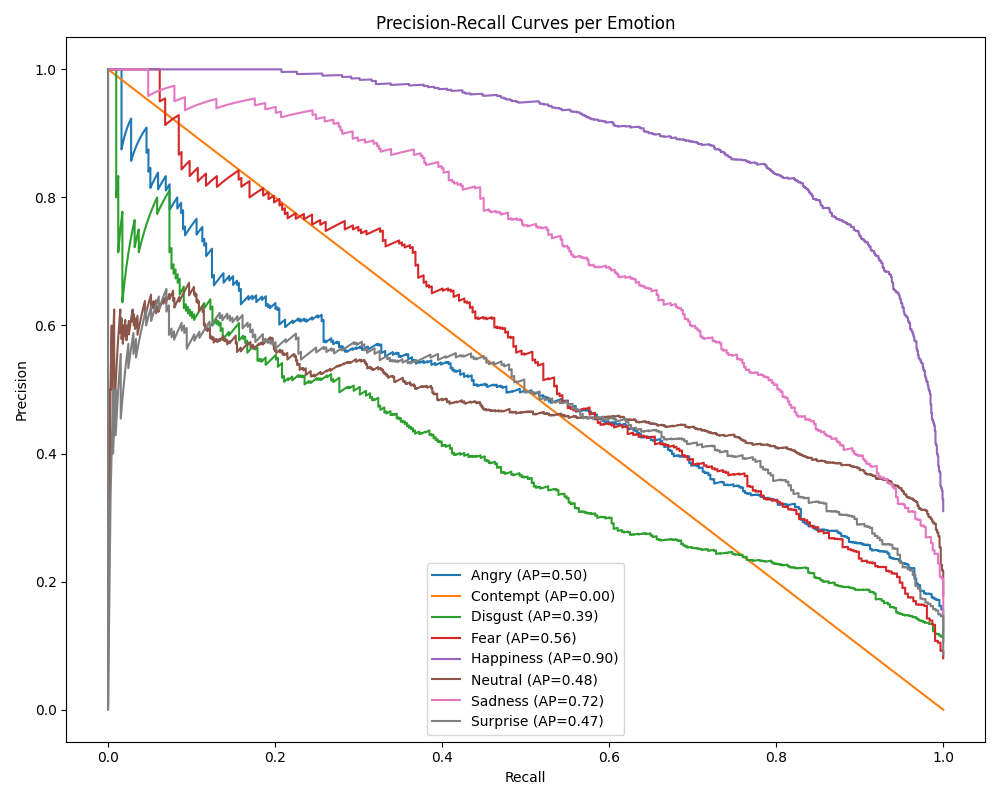 Precision-Recall Curves per Emotion
1.0
0.8
0.6
0.4
0.2
0.0
Precision
Angry (AP=0.50)
Contempt (AP=0.00)
Disgust (AP=0.39)
Fear (AP=0.56)
Happiness (AP=0.90)
Neutral (AP=0.48)
Sadness (AP=0.72)
Surprise (AP=0.47)
0.0 0.2 0.4 0.6 0.8 1.0
Recall